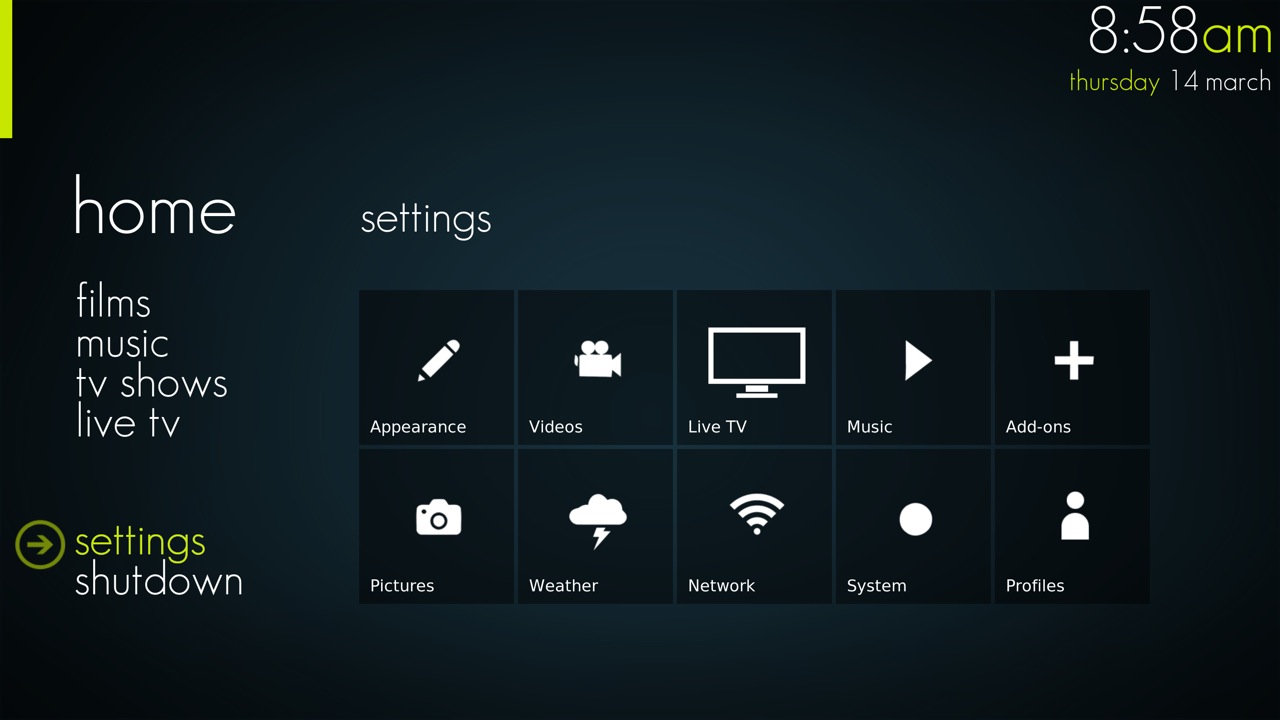 8:58am
thursday 14 march
home
settings
films
music
tv shows
live tv
settings
shutdown
Appearance
Videos
Live TV
Music
Add-ons
Pictures
Weather
Network
System
Profiles